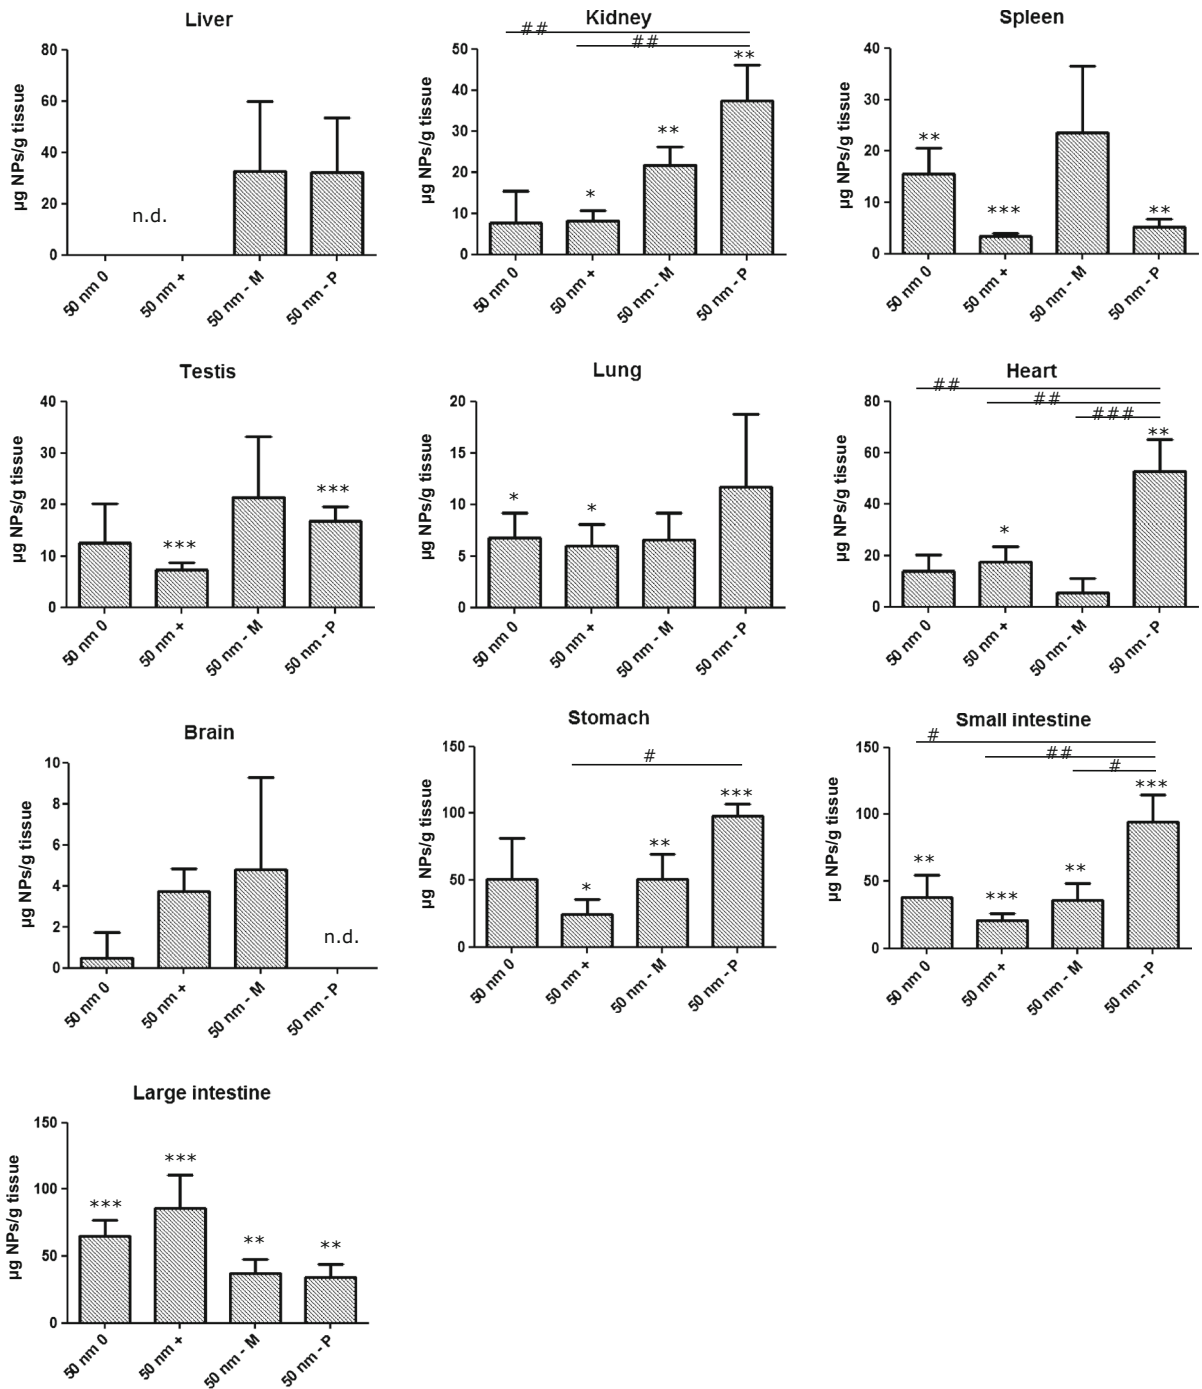 Liver
µg NPs/g tissue
80
60
40
20
0
n.d.
50 nm 0
50 nm +
50 nm - M
50 nm - P
Kidney
##
##
µg NPs/g tissue
50
40
30
20
10
0
*
**
**
50 nm 0
50 nm +
50 nm - M
50 nm - P
Spleen
µg NPs/g tissue
40
30
20
10
0
**
***
**
50 nm 0
50 nm +
50 nm - M
50 nm - P
Testis
µg NPs/g tissue
40
30
20
10
0
***
***
50 nm 0
50 nm +
50 nm - M
50 nm - P
Lung
µg NPs/g tissue
20
15
10
5
0
*
*
50 nm 0
50 nm +
50 nm - M
50 nm - P
Heart
##
##
###
µg NPs/g tissue
80
60
40
20
0
*
**
50 nm 0
50 nm +
50 nm - M
50 nm - P
Brain
µg NPs/g tissue
10
8
6
4
2
0
n.d.
50 nm 0
50 nm +
50 nm - M
50 nm - P
Stomach
#
µg NPs/g tissue
150
100
50
0
*
**
***
50 nm 0
50 nm +
50 nm - M
50 nm - P
Small intestine
#
##
#
µg NPs/g tissue
150
100
50
0
**
***
**
***
50 nm 0
50 nm +
50 nm - M
50 nm - P
Large intestine
µg NPs/g tissue
150
100
50
0
***
***
**
**
50 nm 0
50 nm +
50 nm - M
50 nm - P